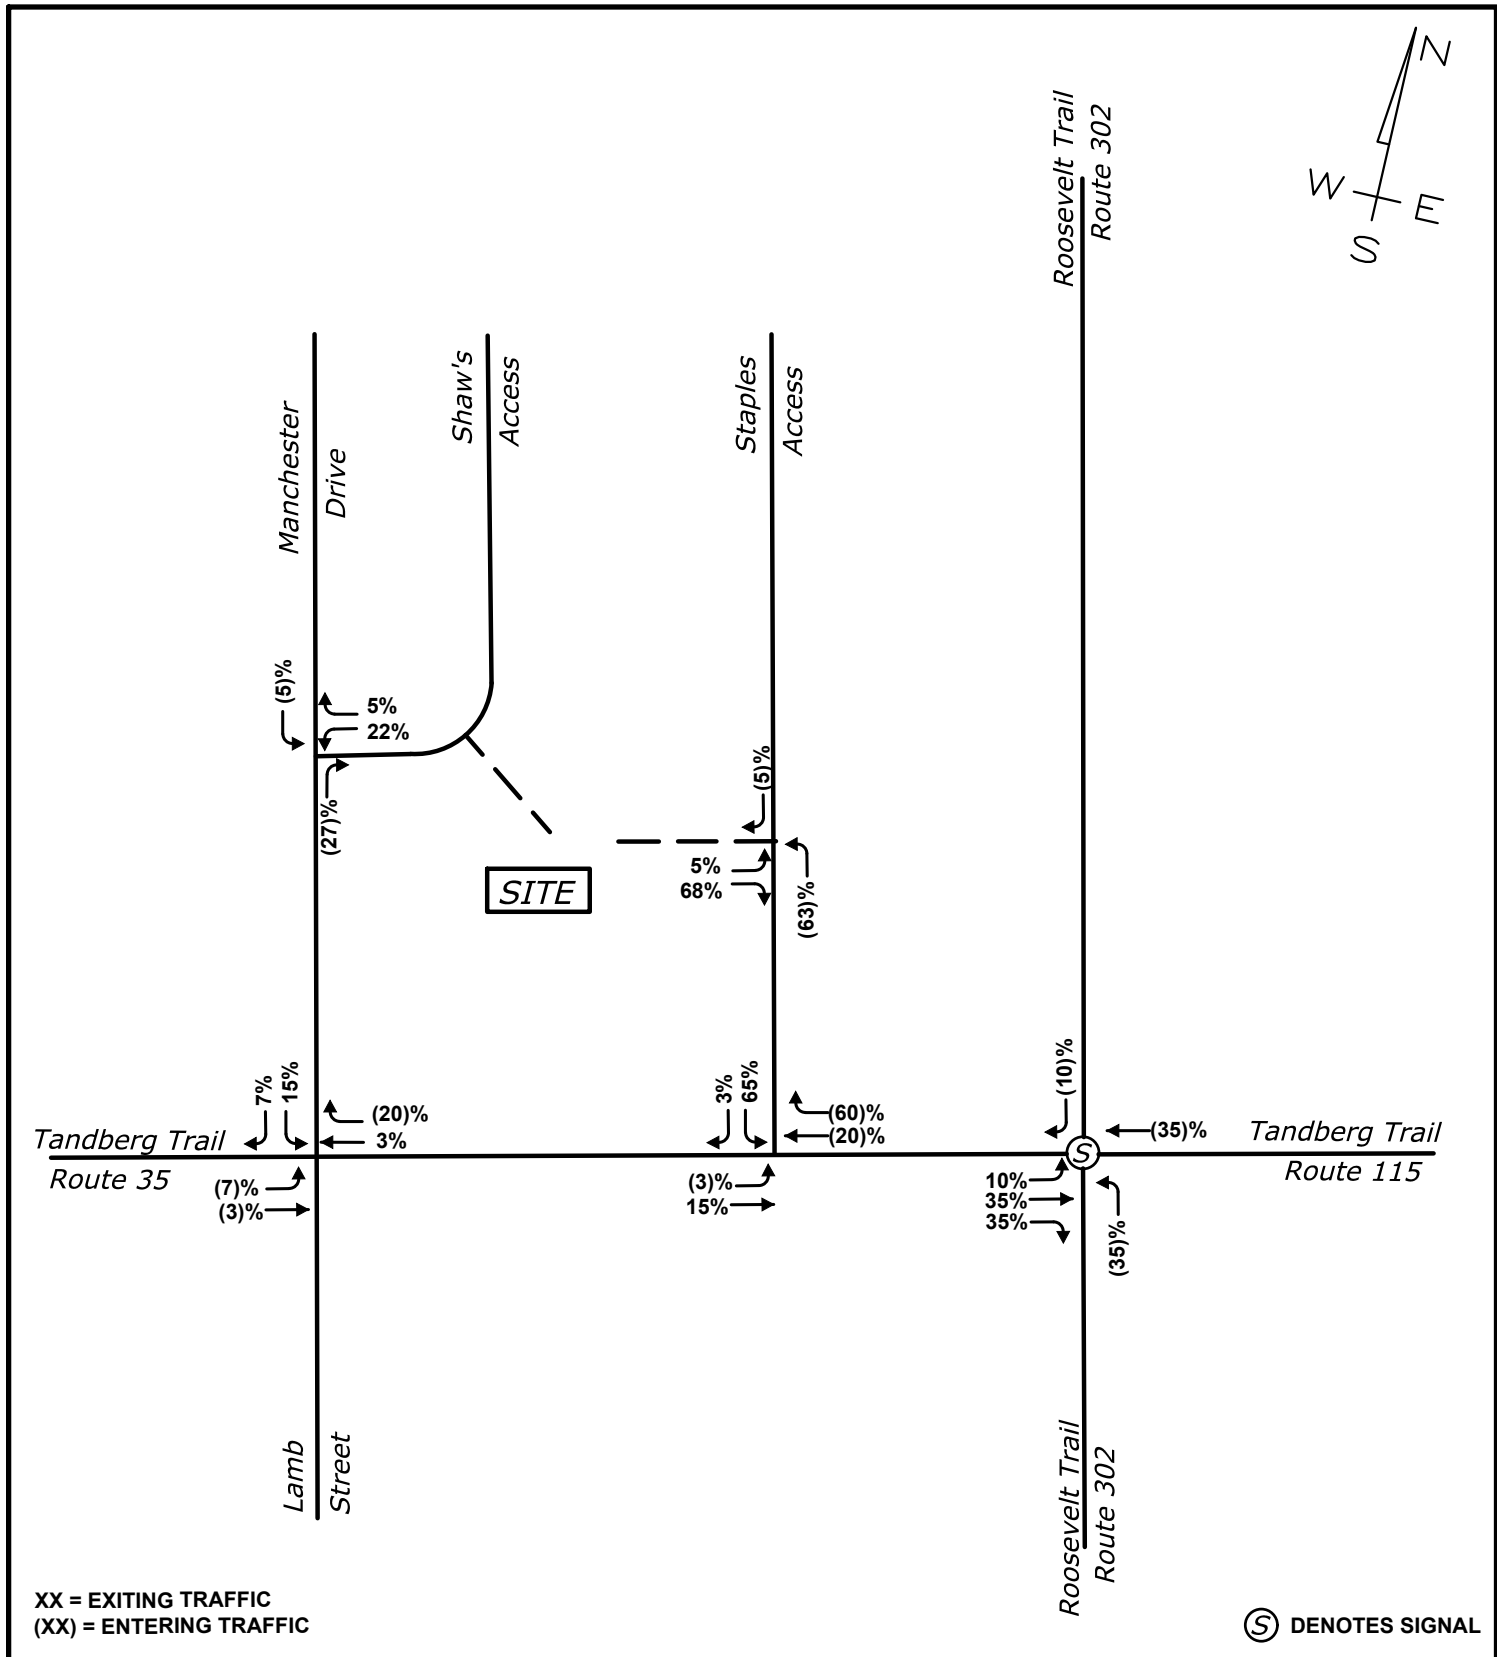 N
W
E
S
Roosevelt Trail
Route 302
Manchester
Drive
Shaw's
Access
Staples
Access
(5)%
5%
22%
(27)%
(5)%
5%
68%
(63)%
SITE
7%
15%
(20)%
3%
(7)%
(3)%
3%
65%
(60)%
(20)%
(3)%
15%
(10)%
(35)%
S
10%
35%
35%
(35)%
Tandberg Trail
Route 35
Tandberg Trail
Route 115
Lamb
Street
Roosevelt Trail
Route 302
XX = EXITING TRAFFIC
(XX) = ENTERING TRAFFIC
S DENOTES SIGNAL